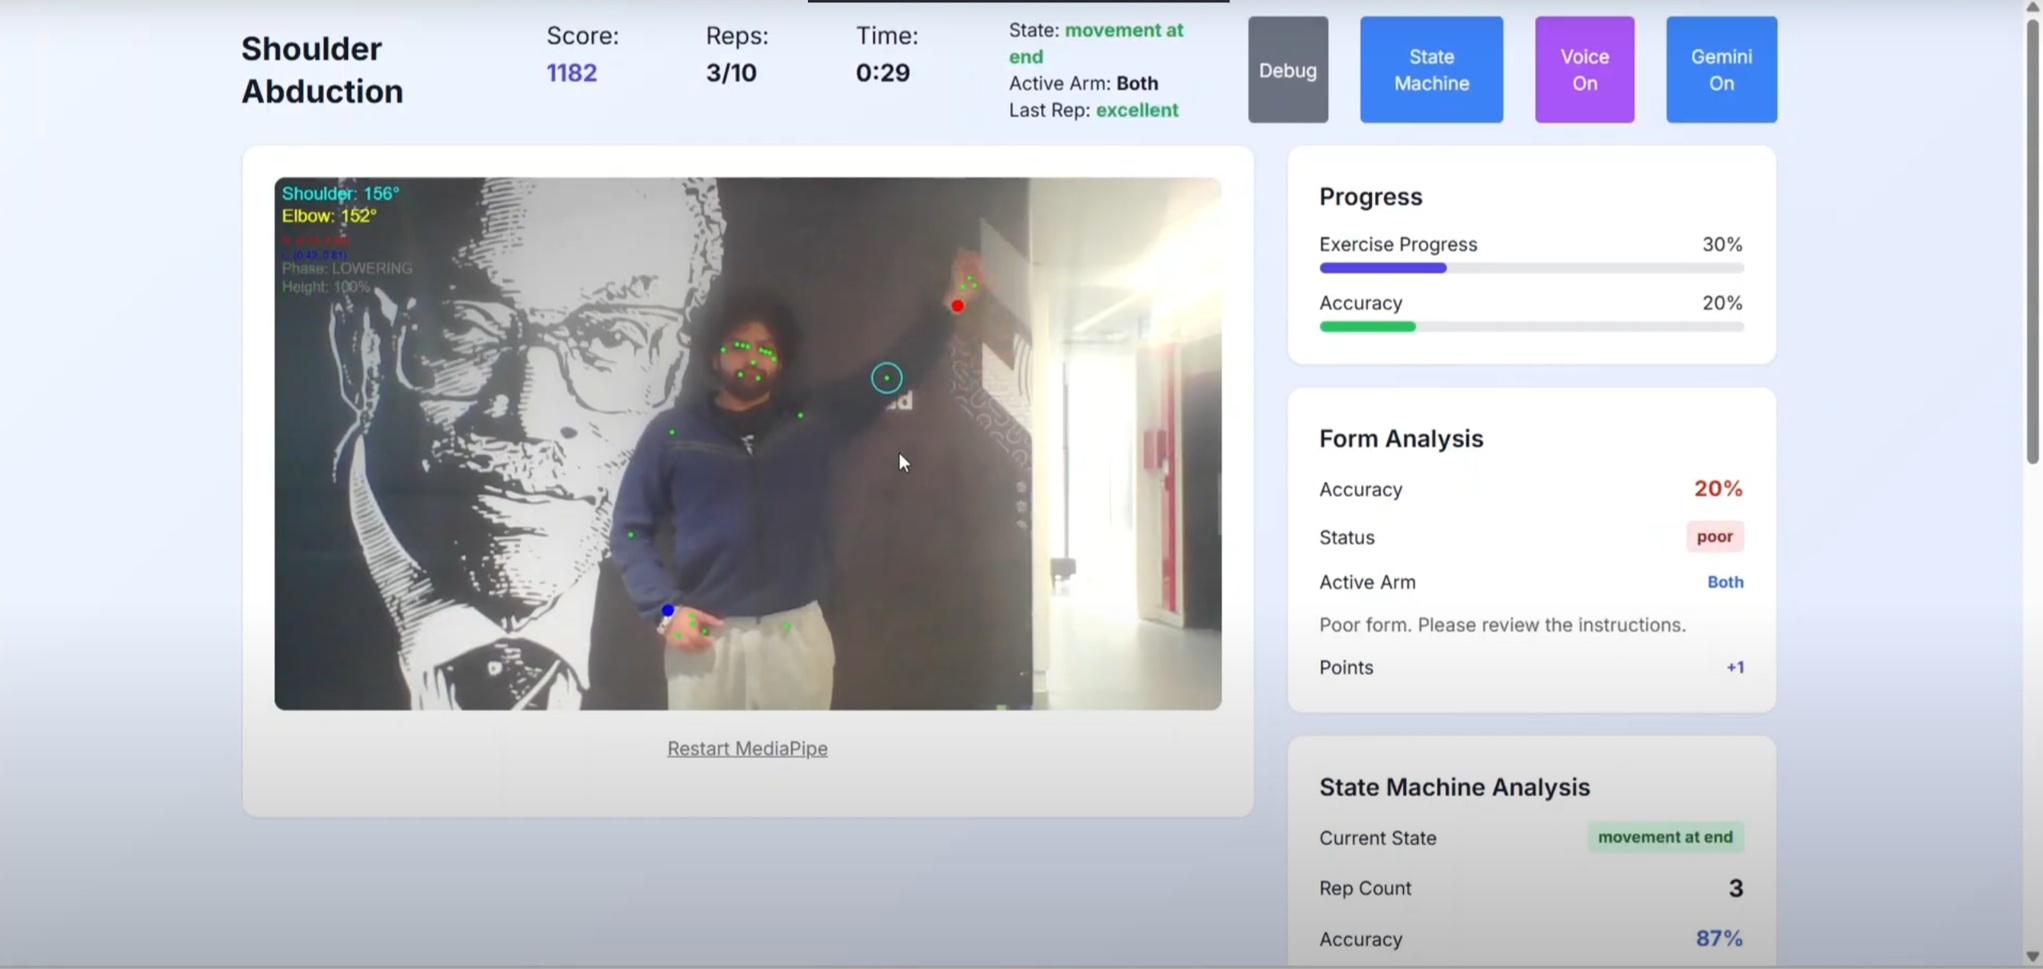 Shoulder
Abduction
Score:
1182
Reps:
3/10
Time:
0:29
State: movement at
end
Active Arm: Both
Last Rep: excellent
Debug
State
Machine
Voice
On
Gemini
On
Shoulder: 156°
Elbow: 152°
Phase: LOWERING
Height: 100%
Restart MediaPipe
Progress
Exercise Progress 30%
Accuracy 20%
Form Analysis
Accuracy 20%
Status poor
Active Arm Both
Poor form. Please review the instructions.
Points +1
State Machine Analysis
Current State movement at end
Rep Count 3
Accuracy 87%